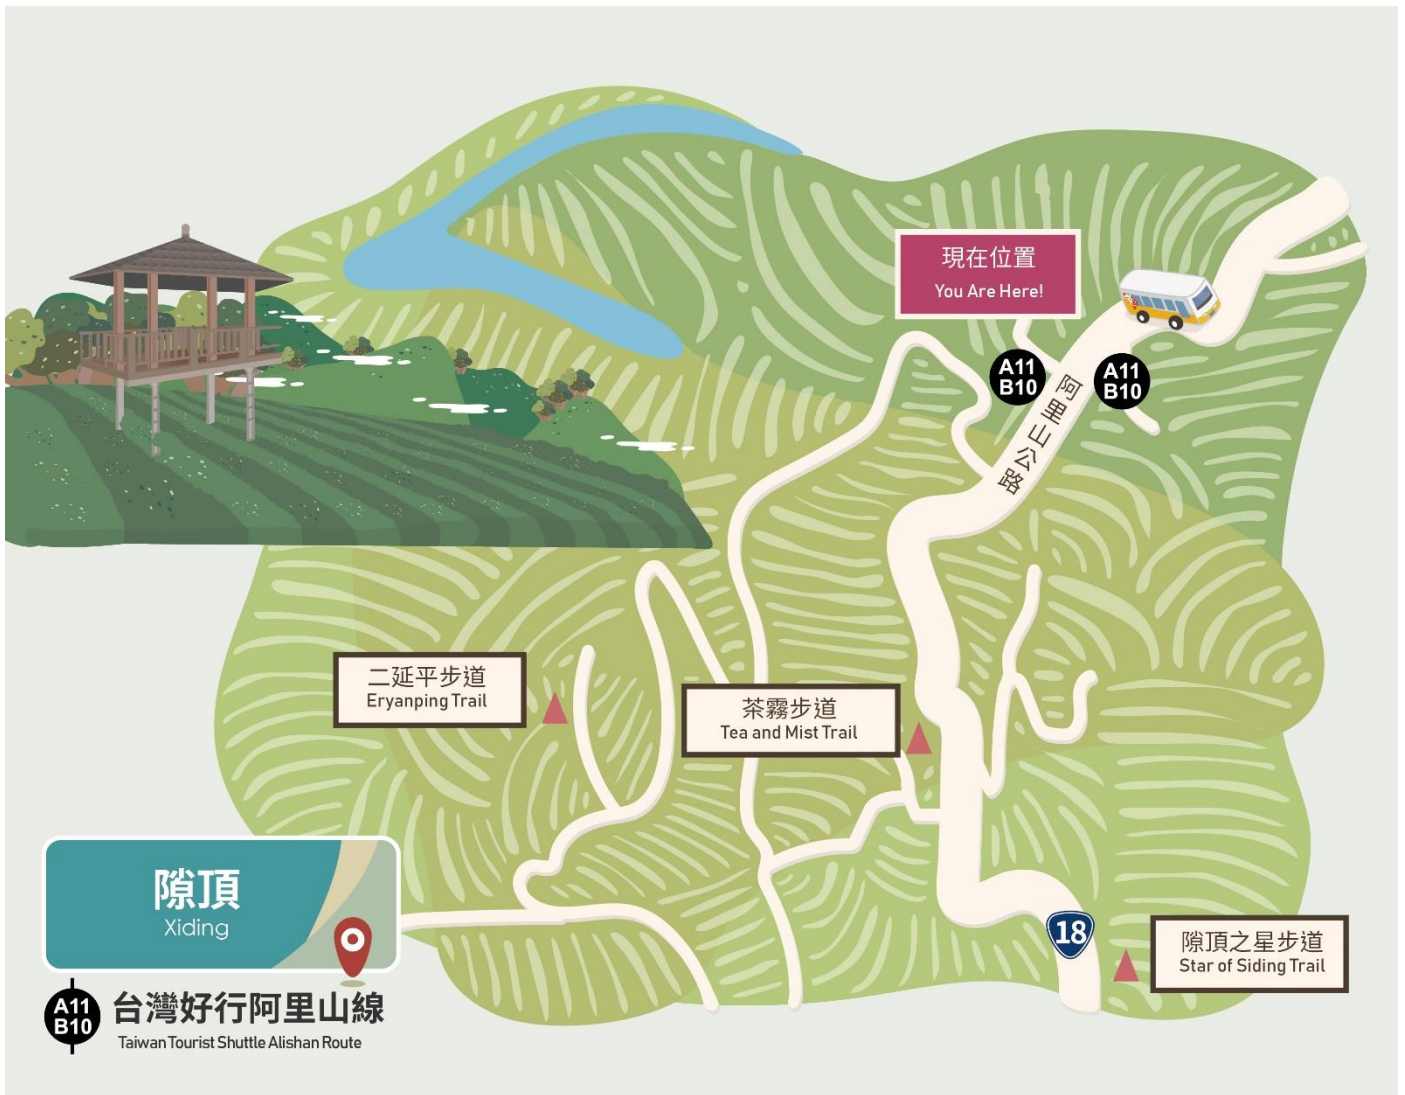 現在位置
You Are Here!
A11
B10
A11
B10
阿里山公路
二延平步道
Eryanping Trail
茶霧步道
Tea and Mist Trail
隙頂
Xiding
18
隙頂之星步道
Star of Siding Trail
A11
B10
台灣好行阿里山線
Taiwan Tourist Shuttle Alishan Route